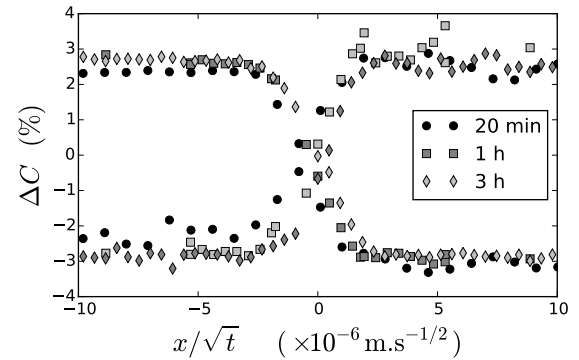 4
3
2
1
0
−1
−2
−3
−4
ΔC (%)
20 min
1 h
3 h
−10 −5 0 5 10
x/√t (×10⁻⁶ m.s⁻¹/²)